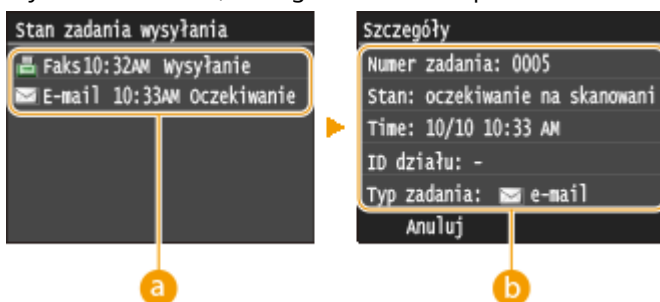 Stan zadania wysyłania
Faks 10:32AM Wysyłanie
E-mail 10:33AM Oczekiwanie
Szczegóły
Numer zadania: 0005
Stan: oczekiwanie na skanowani
Time: 10/10 10:33 AM
ID działu: -
Typ zadania: e-mail
Anuluj
a
b